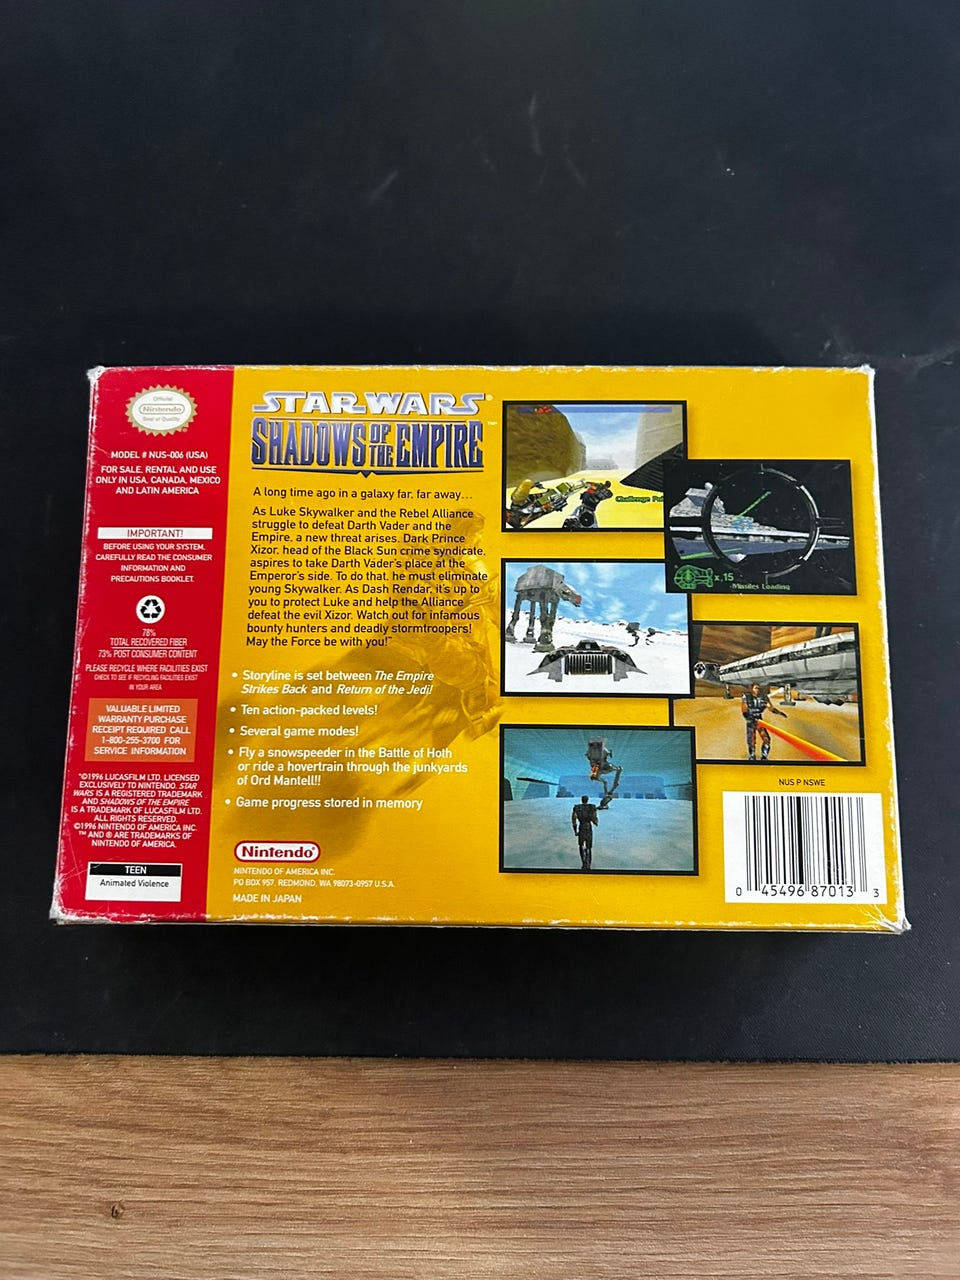 Official
Nintendo
Seal of Quality
MODEL # NUS-006 (USA)
FOR SALE, RENTAL AND USE
ONLY IN USA, CANADA, MEXICO
AND LATIN AMERICA
IMPORTANT!
BEFORE USING YOUR SYSTEM,
CAREFULLY READ THE CONSUMER
INFORMATION AND
PRECAUTIONS BOOKLET.
78%
TOTAL RECOVERED FIBER
73% POST CONSUMER CONTENT
PLEASE RECYCLE WHERE FACILITIES EXIST
CHECK TO SEE IF RECYCLING FACILITIES EXIST
IN YOUR AREA
VALUABLE LIMITED
WARRANTY PURCHASE
RECEIPT REQUIRED CALL
1-800-255-3700 FOR
SERVICE INFORMATION
"©1996 LUCASFILM LTD. LICENSED
EXCLUSIVELY TO NINTENDO. STAR
WARS IS A REGISTERED TRADEMARK
AND SHADOWS OF THE EMPIRE
IS A TRADEMARK OF LUCASFILM LTD.
ALL RIGHTS RESERVED.
©1996 NINTENDO OF AMERICA INC.
™ AND ® ARE TRADEMARKS OF
NINTENDO OF AMERICA.
TEEN
Animated Violence
STAR WARS®
SHADOWS OF THE EMPIRE™
A long time ago in a galaxy far, far away...
As Luke Skywalker and the Rebel Alliance
struggle to defeat Darth Vader and the
Empire, a new threat arises. Dark Prince
Xizor, head of the Black Sun crime syndicate,
aspires to take Darth Vader's place at the
Emperor's side. To do that, he must eliminate
young Skywalker. As Dash Rendar, it's up to
you to protect Luke and help the Alliance
defeat the evil Xizor. Watch out for infamous
bounty hunters and deadly stormtroopers!
May the Force be with you!"
• Storyline is set between The Empire
Strikes Back and Return of the Jedi!
• Ten action-packed levels!
• Several game modes!
• Fly a snowspeeder in the Battle of Hoth
or ride a hovertrain through the junkyards
of Ord Mantell!!
• Game progress stored in memory
Nintendo®
NINTENDO OF AMERICA INC.
PO BOX 957, REDMOND, WA 98073-0957 U.S.A.
MADE IN JAPAN
Challenge
x.15
Missiles Loading
NUS P NSWE
0 45496 87013 3